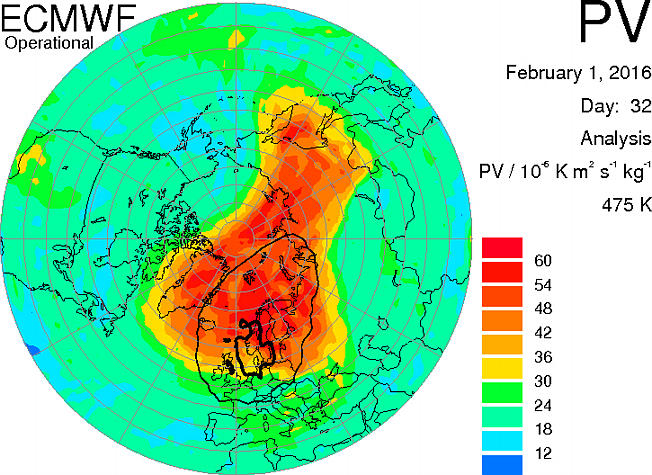 ECMWF
Operational
PV
February 1, 2016
Day: 32
Analysis
PV / 10⁻⁶ K m² s⁻¹ kg⁻¹
475 K
60
54
48
42
36
30
24
18
12